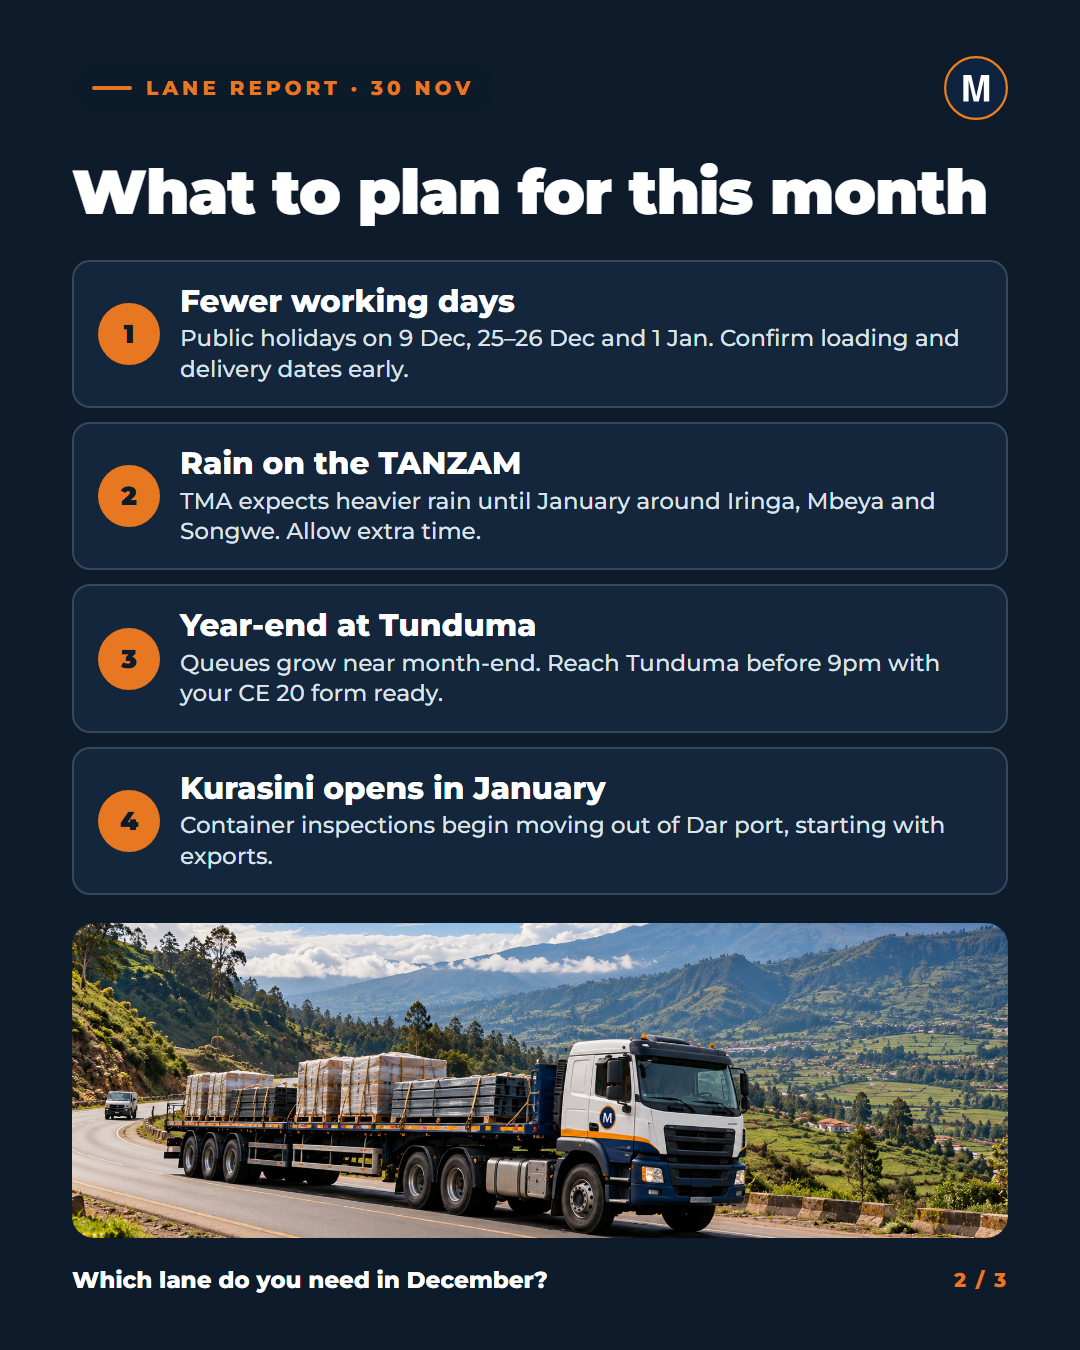 LANE REPORT · 30 NOV
M
What to plan for this month
1
Fewer working days
Public holidays on 9 Dec, 25–26 Dec and 1 Jan. Confirm loading and
delivery dates early.
2
Rain on the TANZAM
TMA expects heavier rain until January around Iringa, Mbeya and
Songwe. Allow extra time.
3
Year-end at Tunduma
Queues grow near month-end. Reach Tunduma before 9pm with
your CE 20 form ready.
4
Kurasini opens in January
Container inspections begin moving out of Dar port, starting with
exports.
M
Which lane do you need in December?
2 / 3